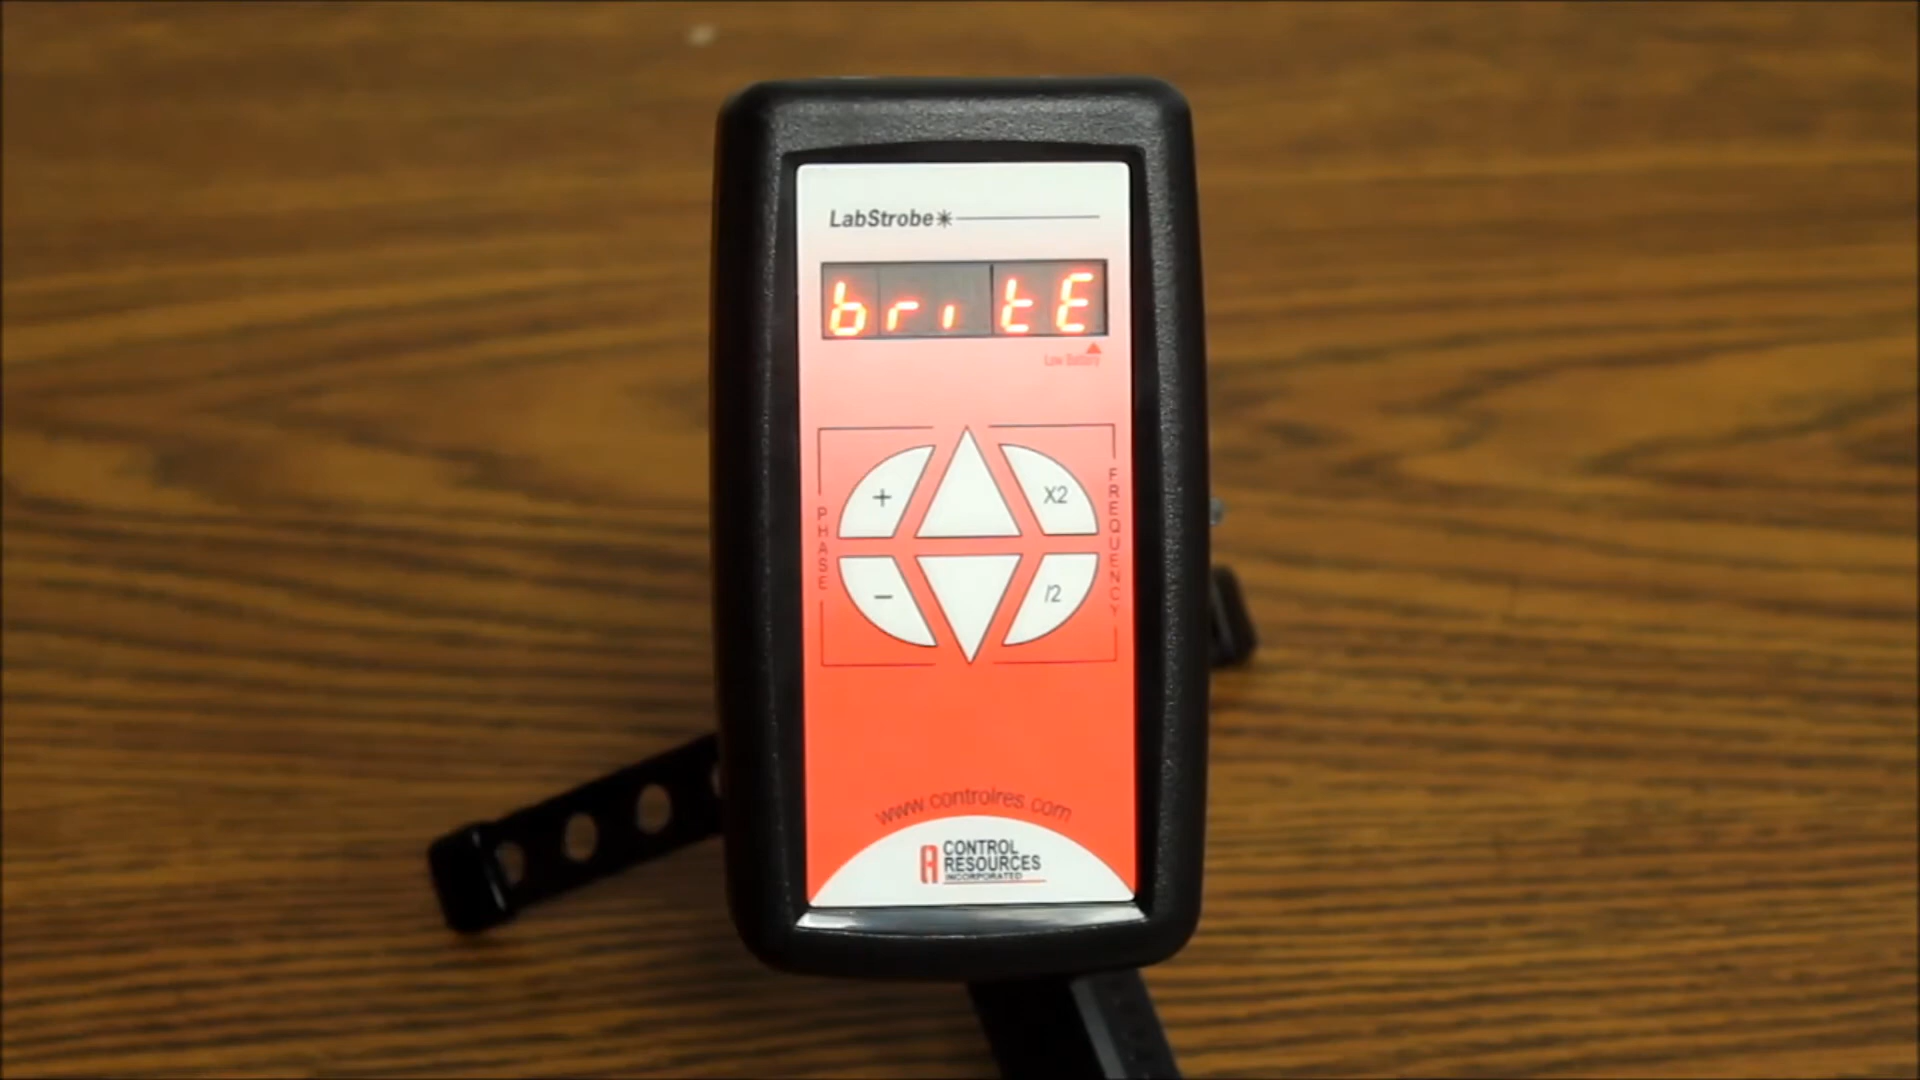 LabStrobe
britE
Low Battery
+
X2
PHASE
FREQUENCY
−
/2
www.controlres.com
CONTROL
RESOURCES
INCORPORATED